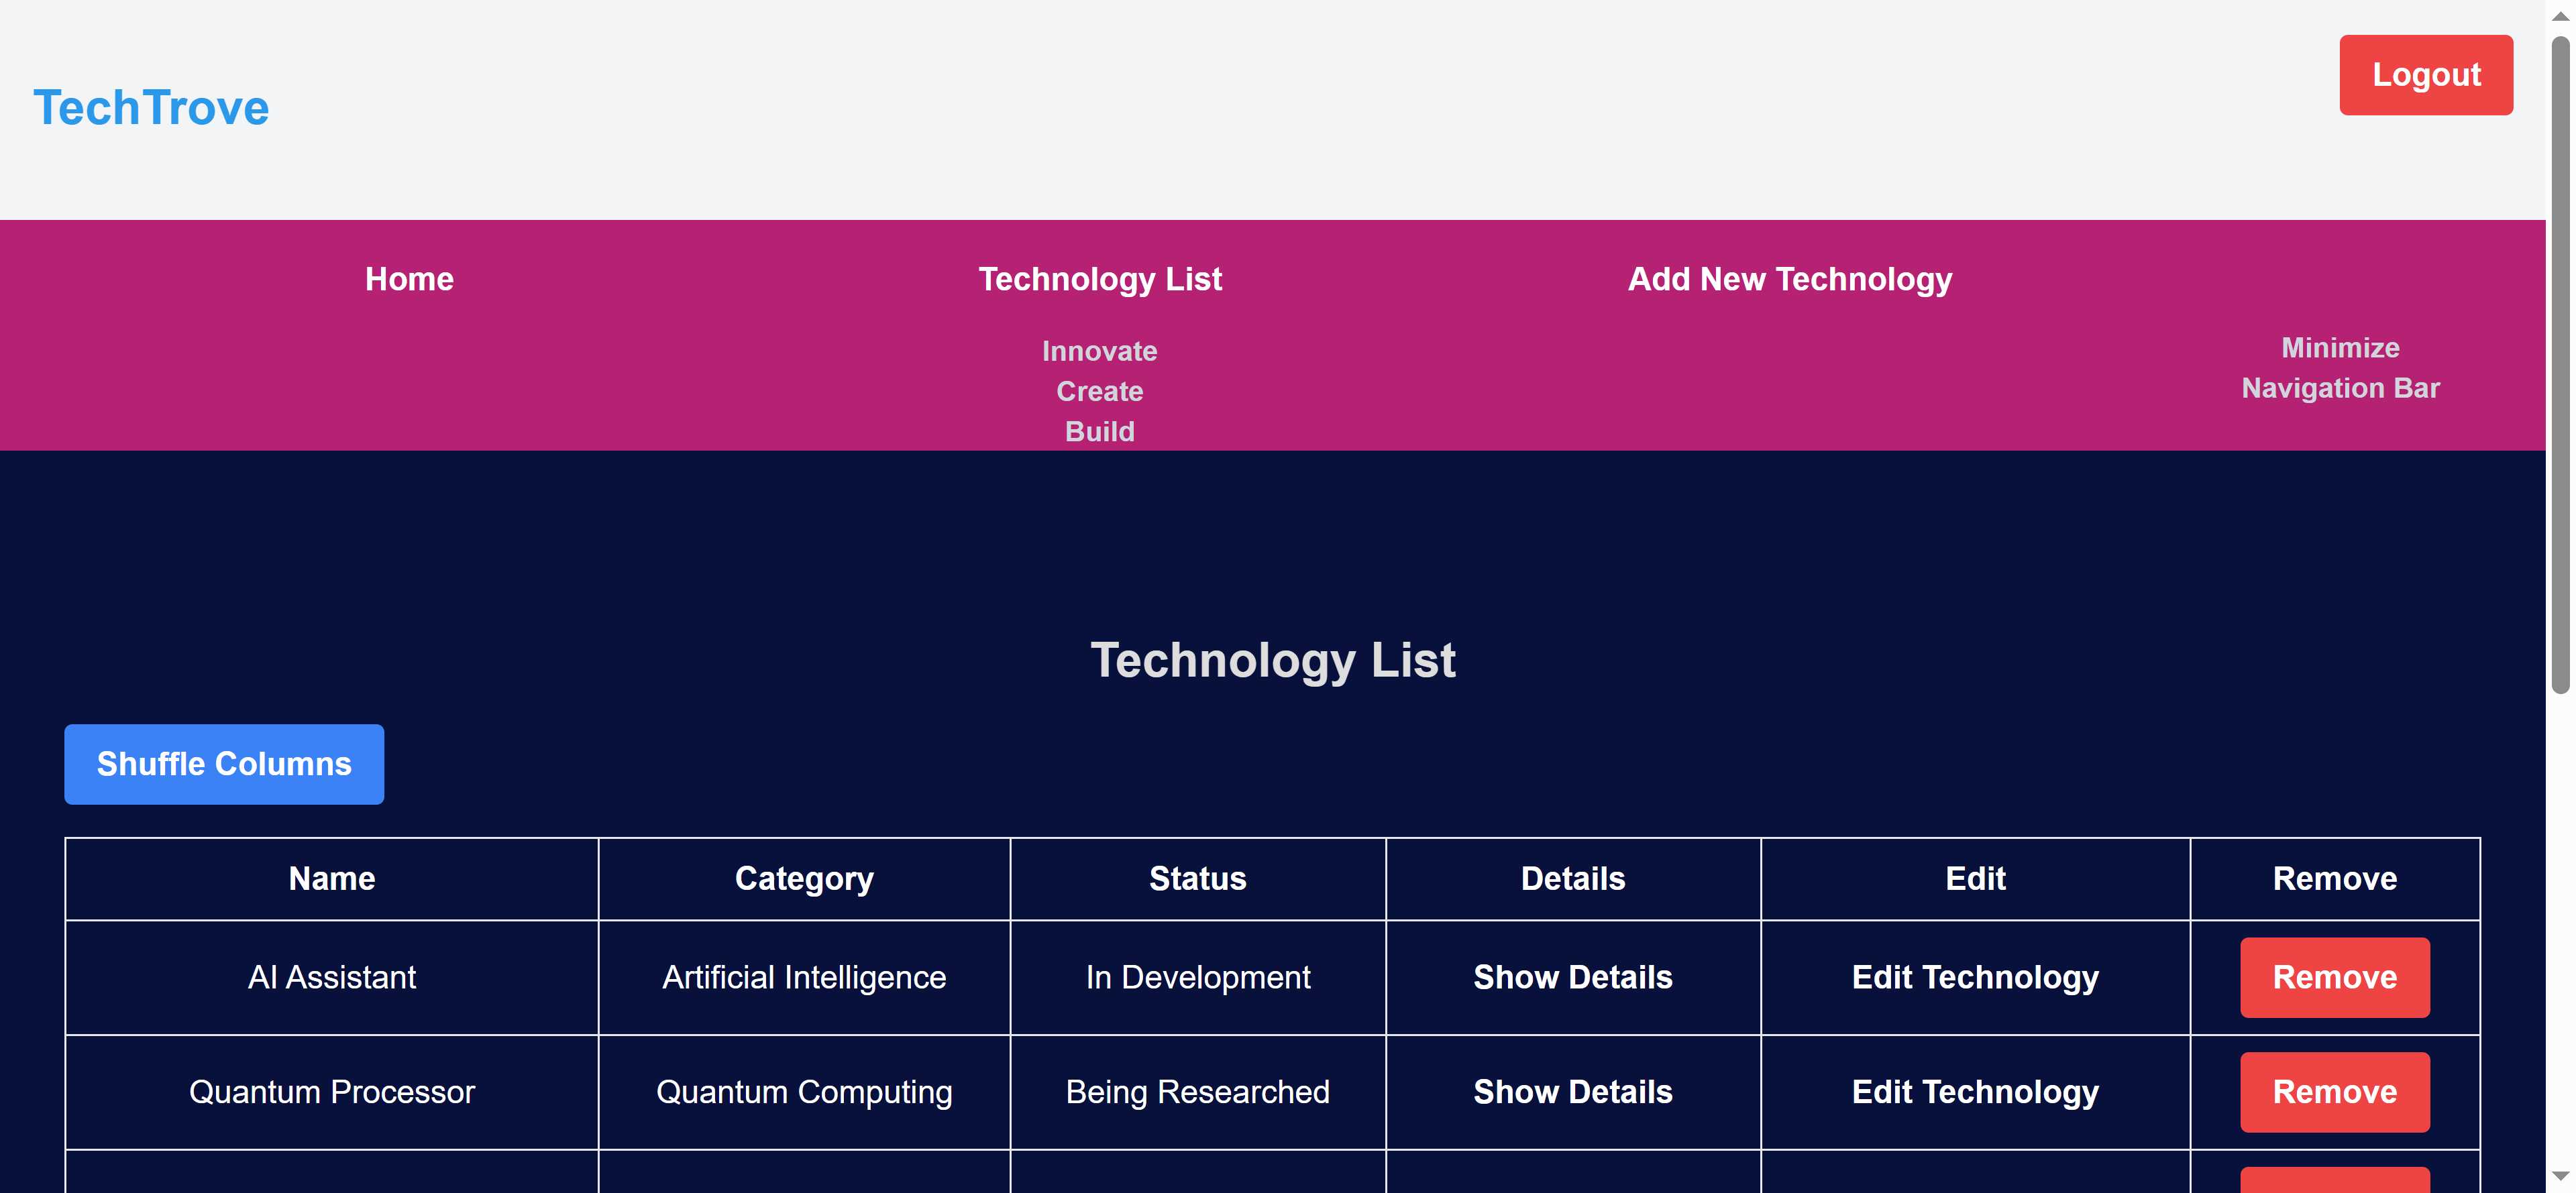 TechTrove
Logout
Home
Technology List
Add New Technology
Innovate
Create
Build
Minimize
Navigation Bar
Technology List
Shuffle Columns
Name Category Status Details Edit Remove
AI Assistant Artificial Intelligence In Development Show Details Edit Technology Remove
Quantum Processor Quantum Computing Being Researched Show Details Edit Technology Remove